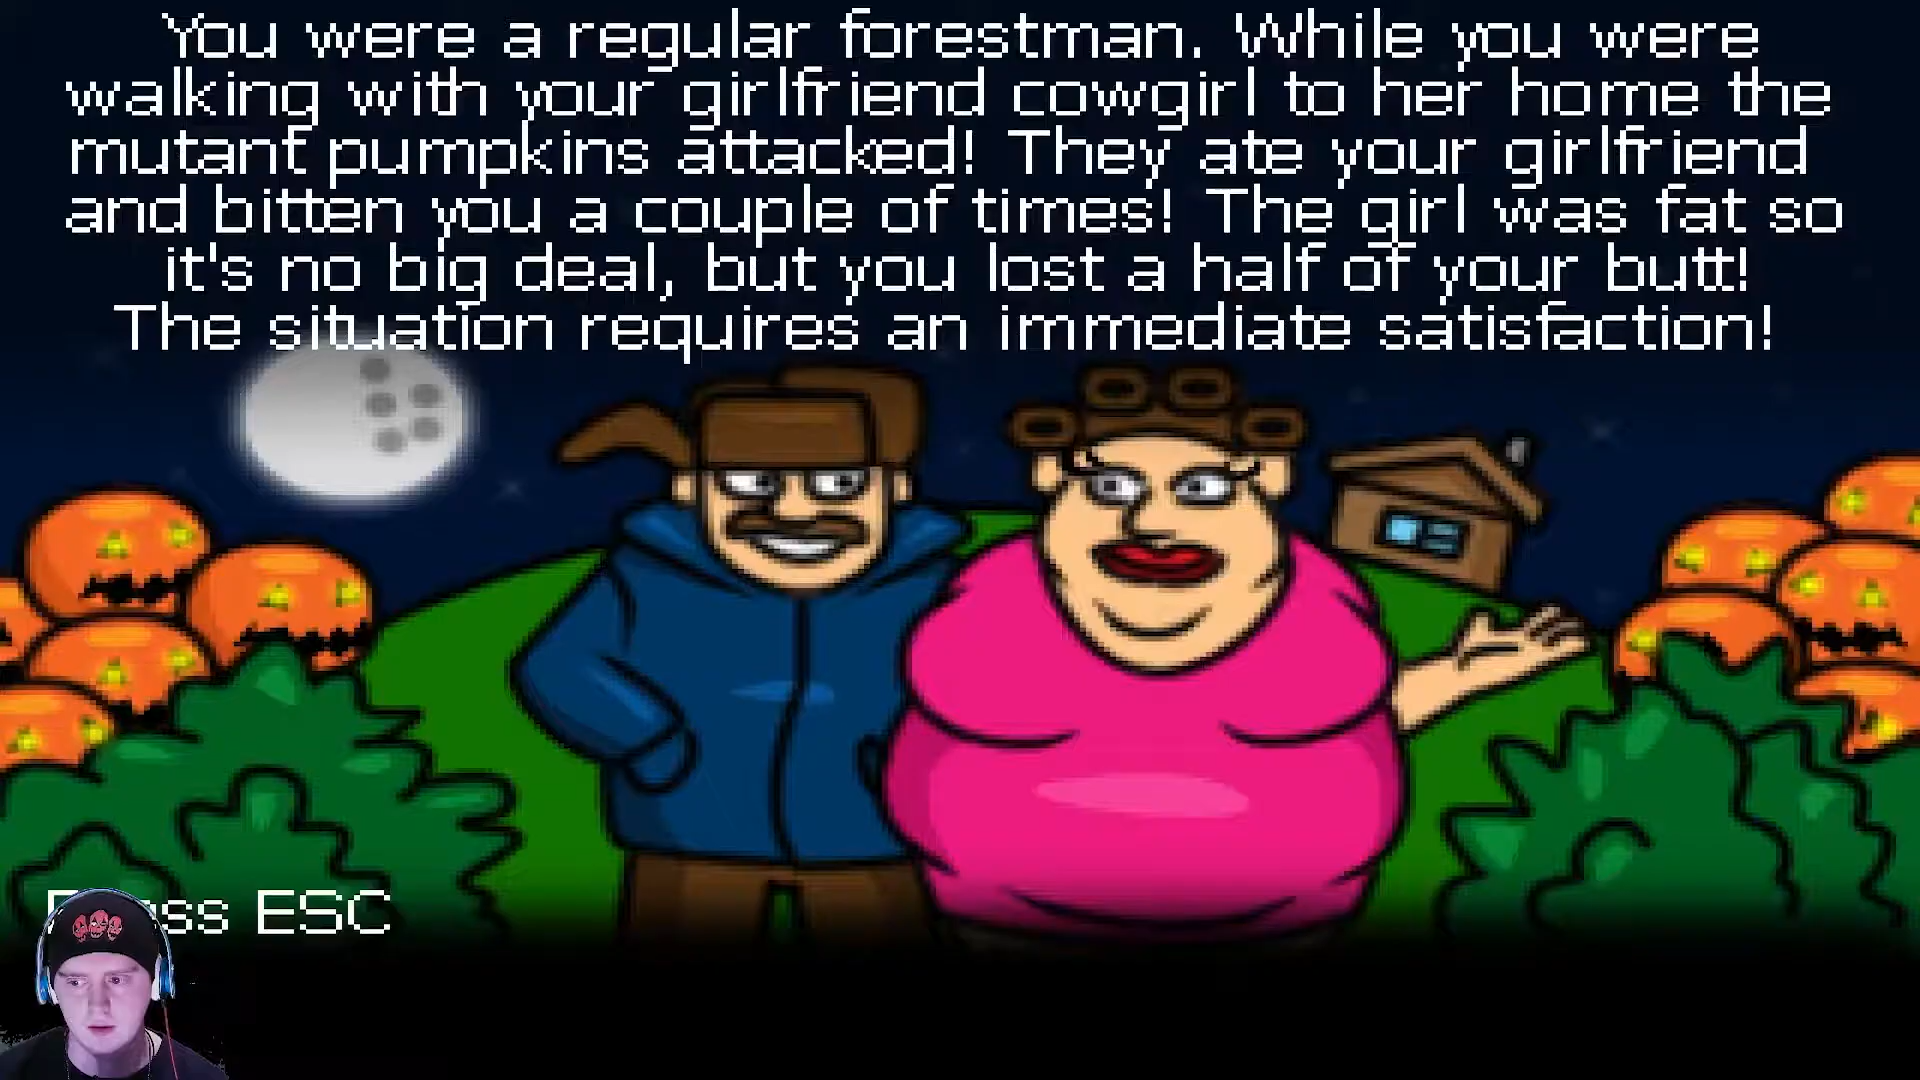 You were a regular forestman. While you were
walking with your girlfriend cowgirl to her home the
mutant pumpkins attacked! They ate your girlfriend
and bitten you a couple of times! The girl was fat so
it's no big deal, but you lost a half of your butt!
The situation requires an immediate satisfaction!
ESC